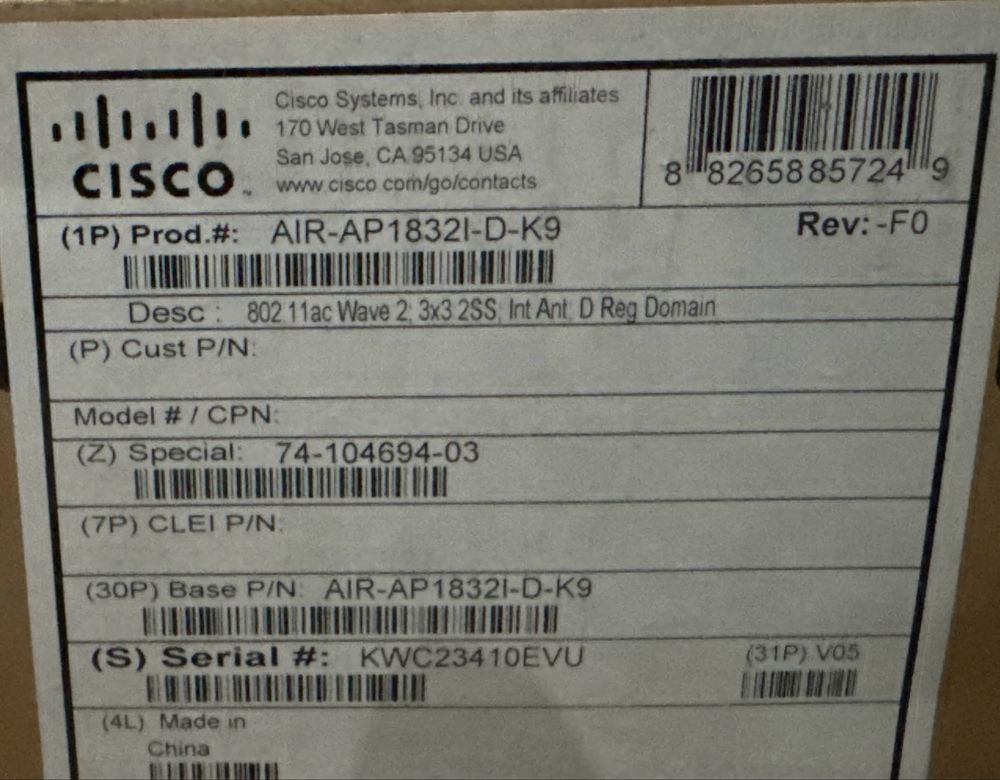 CISCO
Cisco Systems, Inc. and its affiliates
170 West Tasman Drive
San Jose, CA 95134 USA
www.cisco.com/go/contacts
8 82658 85724 9
(1P) Prod.#: AIR-AP1832I-D-K9
Rev: -F0
Desc : 802.11ac Wave 2; 3x3:2SS; Int Ant; D Reg Domain
(P) Cust P/N:
Model # / CPN:
(Z) Special: 74-104694-03
(7P) CLEI P/N:
(30P) Base P/N: AIR-AP1832I-D-K9
(S) Serial #: KWC23410EVU
(31P) V05
(4L) Made in
China